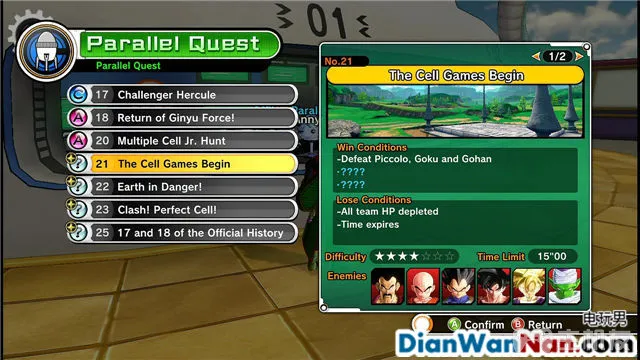 01
Parallel Quest
Parallel Quest
C 17 Challenger Hercule
A 18 Return of Ginyu Force!
A 20 Multiple Cell Jr. Hunt
? 21 The Cell Games Begin
? 22 Earth in Danger!
? 23 Clash! Perfect Cell!
? 25 17 and 18 of the Official History
No.21
1/2
The Cell Games Begin
Win Conditions
-Defeat Piccolo, Goku and Gohan
-????
-????
Lose Conditions
-All team HP depleted
-Time expires
Difficulty ★★★★☆☆☆ Time Limit 15"00
Enemies
A Confirm B Return
电玩男
DianWanNan.com